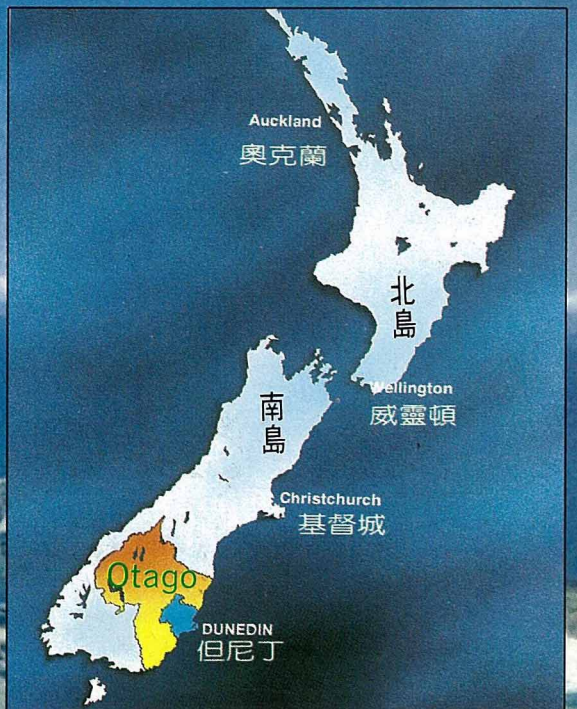 Auckland
奧克蘭
北島
Wellington
威靈頓
南島
Christchurch
基督城
Otago
DUNEDIN
但尼丁